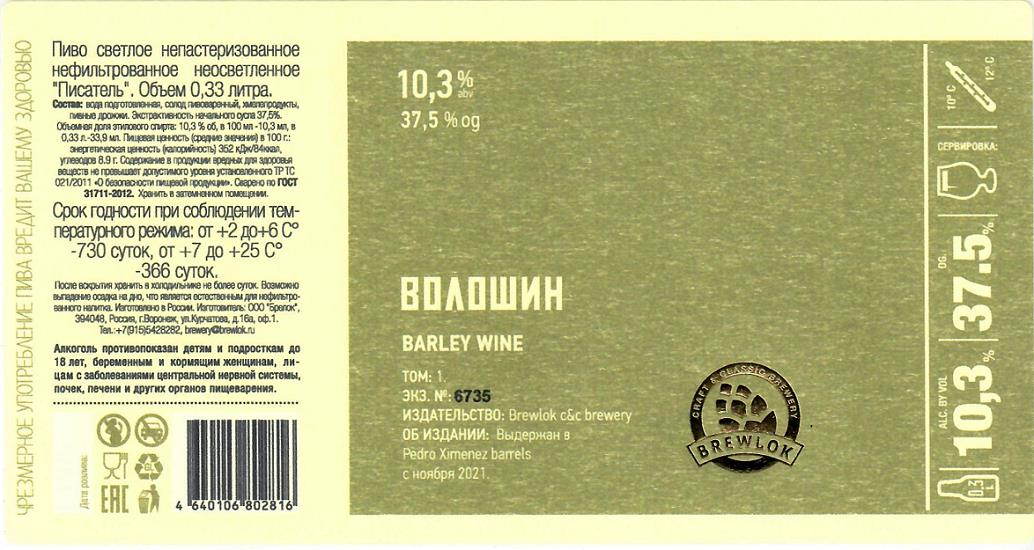 ЧРЕЗМЕРНОЕ УПОТРЕБЛЕНИЕ ПИВА ВРЕДИТ ВАШЕМУ ЗДОРОВЬЮ
Пиво светлое непастеризованное
нефильтрованное неосветленное
"Писатель". Объем 0,33 литра.
Состав: вода подготовленная, солод пивоваренный, хмелепродукты,
пивные дрожжи. Экстрактивность начального сусла 37,5%.
Объемная доля этилового спирта: 10,3 % об, в 100 мл -10,3 мл, в
0,33 л.-33,9 мл. Пищевая ценность (средние значения) в 100 г.:
энергетическая ценность (калорийность) 352 кДж/84ккал,
углеводов 8.9 г. Содержание в продукции вредных для здоровья
веществ не превышает допустимого уровня установленного ТР ТС
021/2011 «О безопасности пищевой продукции». Сварено по ГОСТ
31711-2012. Хранить в затемненном помещении.
Срок годности при соблюдении тем-
пературного режима: от +2 до+6 С°
-730 суток, от +7 до +25 С°
-366 суток.
После вскрытия хранить в холодильнике не более суток. Возможно
выпадение осадка на дно, что является естественным для нефильтро-
ванного напитка. Изготовлено в России. Изготовитель: ООО "Брелок",
394048, Россия, г.Воронеж, ул.Курчатова, д.16а, оф.1.
Тел.:+7(915)5428282, brewery@brewlok.ru
Алкоголь противопоказан детям и подросткам до
18 лет, беременным и кормящим женщинам, ли-
цам с заболеваниями центральной нервной системы,
почек, печени и других органов пищеварения.
Дата розлива:
EAC
4 640106 802816
10,3 %
abv
37,5 % og
ВОЛОШИН
BARLEY WINE
ТОМ: 1.
ЭКЗ. №: 6735
ИЗДАТЕЛЬСТВО: Brewlok c&c brewery
ОБ ИЗДАНИИ: Выдержан в
Pedro Ximenez barrels
с ноября 2021.
CRAFT & CLASSIC BREWERY
BREWLOK
10° C
12° C
СЕРВИРОВКА:
OG.
37.5 %
ALC. BY VOL
10,3 %
0.3
L